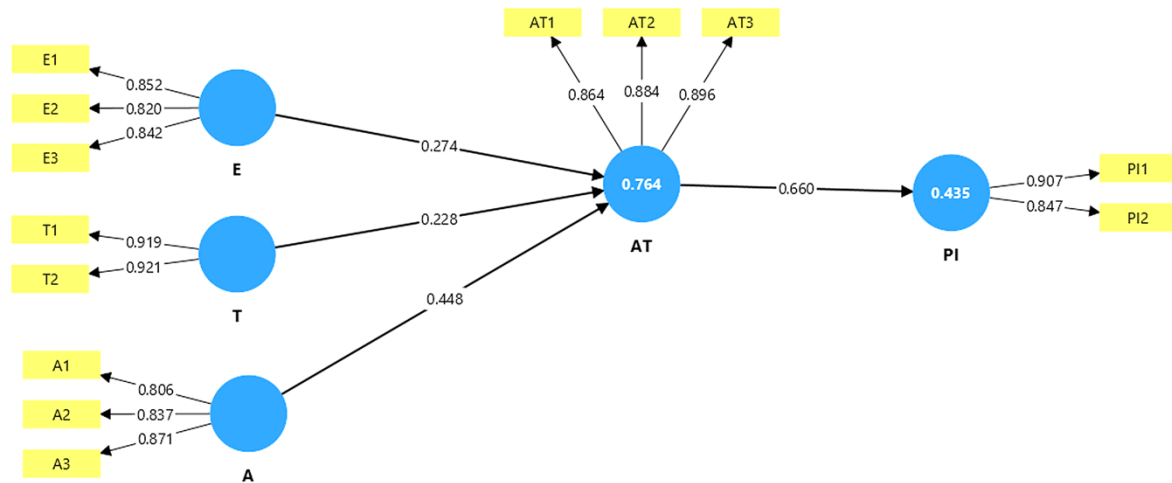 E1
E2
E3
0.852
0.820
0.842
E
T1
T2
0.919
0.921
T
A1
A2
A3
0.806
0.837
0.871
A
0.274
0.228
0.448
AT1
AT2
AT3
0.864
0.884
0.896
0.764
AT
0.660
0.435
PI
0.907
0.847
PI1
PI2